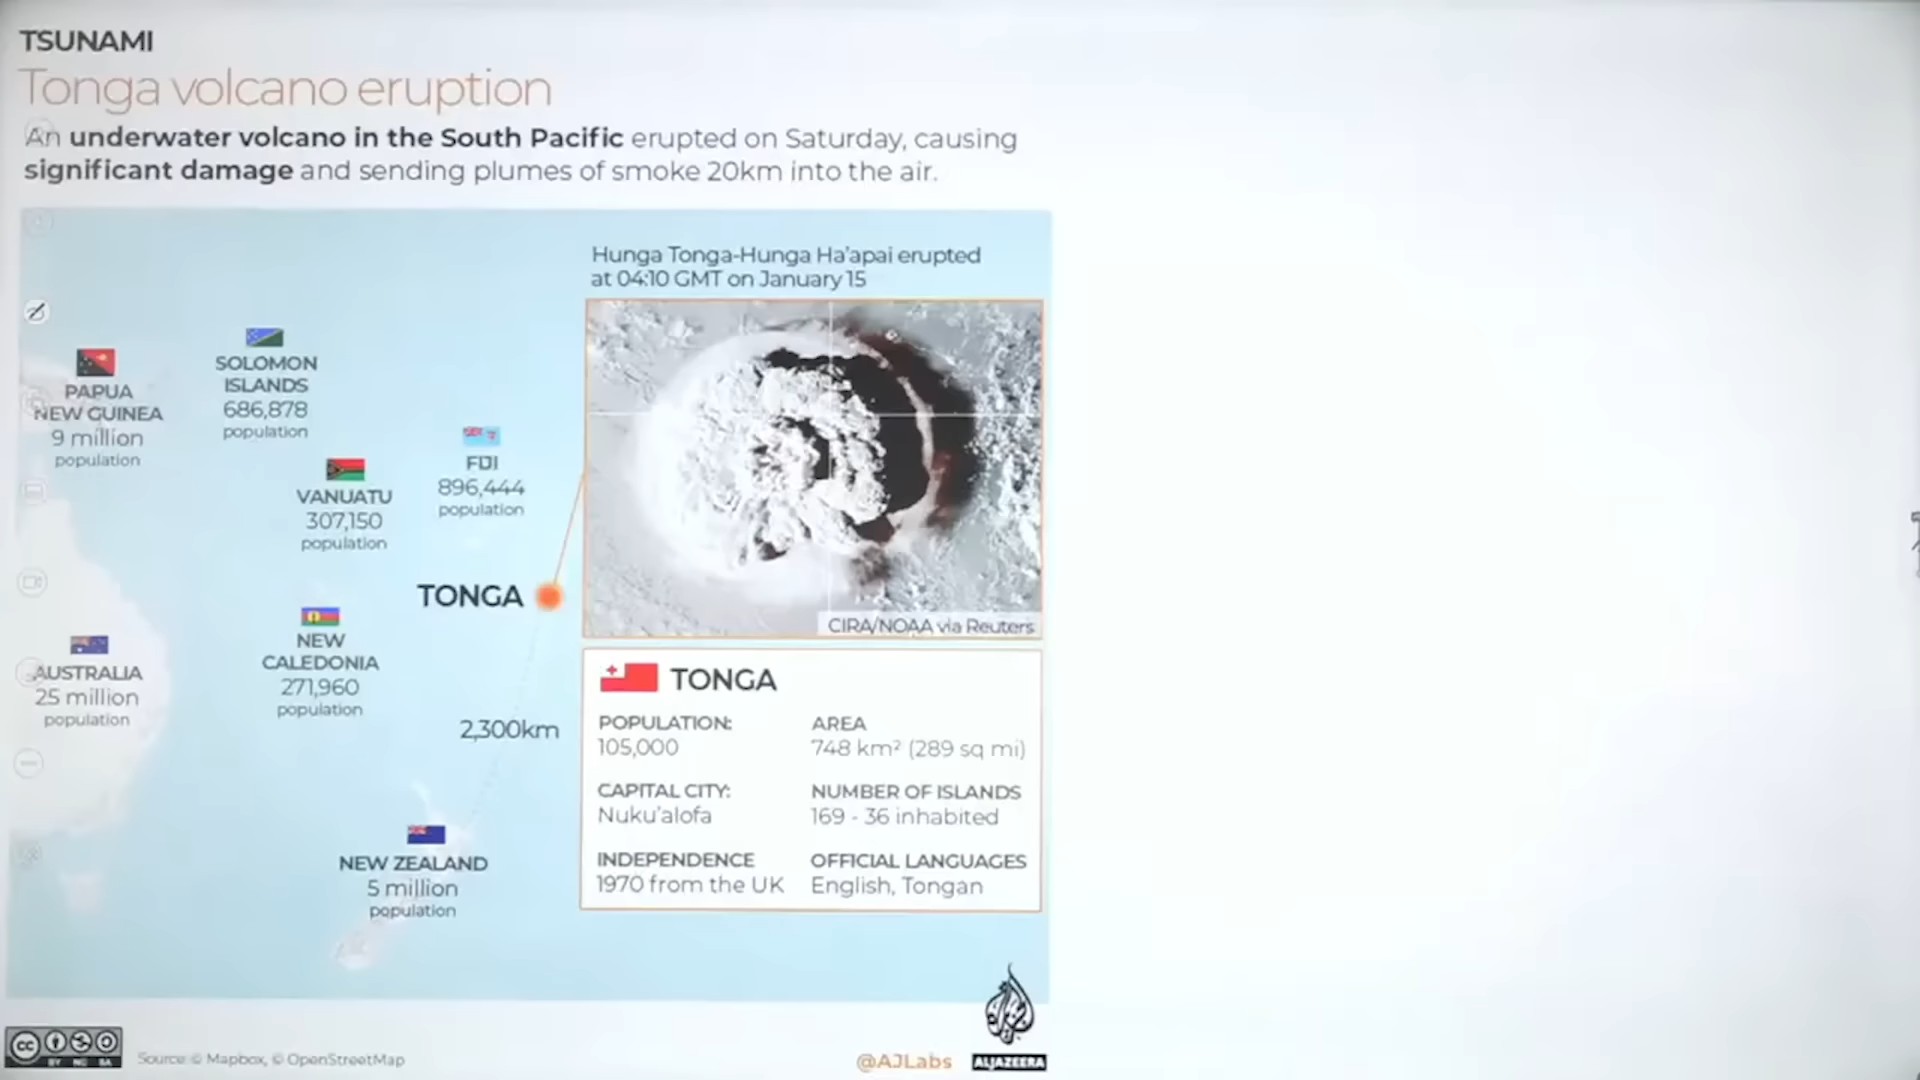 TSUNAMI
Tonga volcano eruption
An underwater volcano in the South Pacific erupted on Saturday, causing
significant damage and sending plumes of smoke 20km into the air.
Hunga Tonga-Hunga Ha'apai erupted
at 04:10 GMT on January 15
PAPUA
NEW GUINEA
9 million
population
SOLOMON
ISLANDS
686,878
population
VANUATU
307,150
population
FIJI
896,444
population
TONGA
CIRA/NOAA via Reuters
AUSTRALIA
25 million
population
NEW
CALEDONIA
271,960
population
2,300km
NEW ZEALAND
5 million
population
TONGA
POPULATION:
105,000
AREA
748 km² (289 sq mi)
CAPITAL CITY:
Nuku'alofa
NUMBER OF ISLANDS
169 - 36 inhabited
INDEPENDENCE
1970 from the UK
OFFICIAL LANGUAGES
English, Tongan
cc
BY NC SA
Source: © Mapbox, © OpenStreetMap
@AJLabs
ALJAZEERA